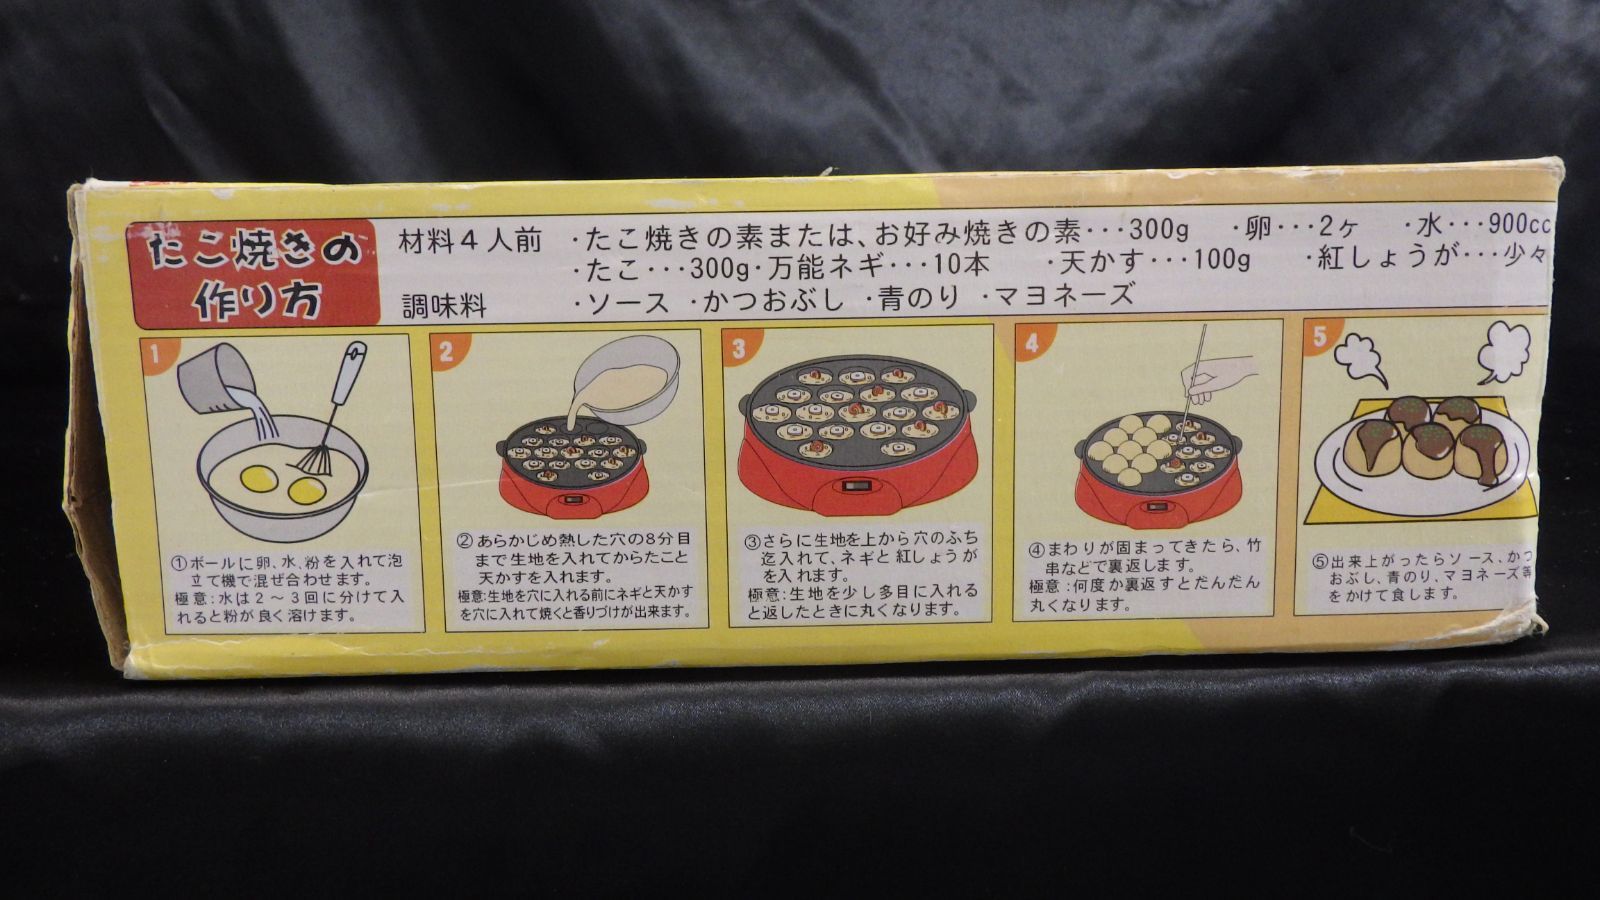 たこ焼きの
作り方
材料4人前 ・たこ焼きの素または、お好み焼きの素・・・300g ・卵・・・2ヶ ・水・・・900cc
・たこ・・・300g・万能ネギ・・・10本 ・天かす・・・100g ・紅しょうが・・・少々
調味料 ・ソース ・かつおぶし ・青のり ・マヨネーズ
1
①ボールに卵、水、粉を入れて泡
立て機で混ぜ合わせます。
極意:水は2～3回に分けて入
れると粉が良く溶けます。
2
②あらかじめ熱した穴の8分目
まで生地を入れてからたこと
天かすを入れます。
極意:生地を穴に入れる前にネギと天かす
を穴に入れて焼くと香りづけが出来ます。
3
③さらに生地を上から穴のふち
迄入れて、ネギと紅しょうが
を入れます。
極意:生地を少し多目に入れる
と返したときに丸くなります。
4
④まわりが固まってきたら、竹
串などで裏返します。
極意:何度か裏返すとだんだん
丸くなります。
5
⑤出来上がったらソース、かつ
おぶし、青のり、マヨネーズ等
をかけて食します。